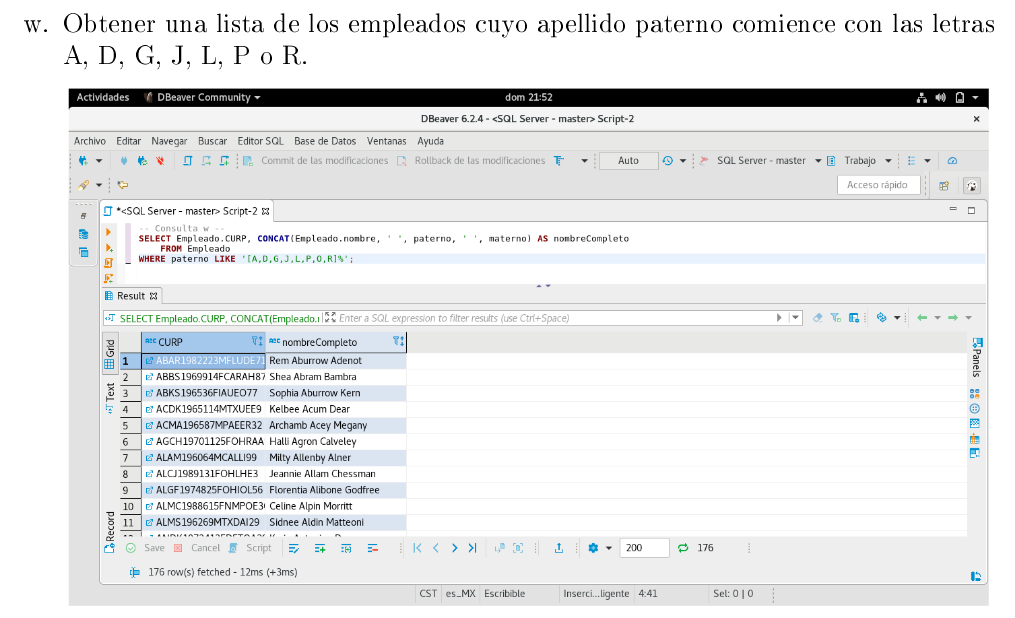 w. Obtener una lista de los empleados cuyo apellido paterno comience con las letras
A, D, G, J, L, P o R.
Actividades DBeaver Community dom 21:52
DBeaver 6.2.4 - <SQL Server - master> Script-2
Archivo Editar Navegar Buscar Editor SQL Base de Datos Ventanas Ayuda
Commit de las modificaciones Rollback de las modificaciones Auto SQL Server - master Trabajo
Acceso rápido
*<SQL Server - master> Script-2
-- Consulta w --
SELECT Empleado.CURP, CONCAT(Empleado.nombre, ' ', paterno, ' ', materno) AS nombreCompleto
FROM Empleado
WHERE paterno LIKE '[A,D,G,J,L,P,O,R]%';
Result
SELECT Empleado.CURP, CONCAT(Empleado.r Enter a SQL expression to filter results (use Ctrl+Space)
Grid
Text
Record
Panels
CURP nombreCompleto
1 ABAR1982223MFLUDE71 Rem Aburrow Adenot
2 ABBS1969914FCARAH87 Shea Abram Bambra
3 ABKS196536FIAUEO77 Sophia Aburrow Kern
4 ACDK1965114MTXUEE9 Kelbee Acum Dear
5 ACMA196587MPAEER32 Archamb Acey Megany
6 AGCH19701125FOHRAA Halli Agron Calveley
7 ALAM196064MCALLI99 Milty Allenby Alner
8 ALCJ1989131FOHLHE3 Jeannie Allam Chessman
9 ALGF1974825FOHIOL56 Florentia Alibone Godfree
10 ALMC1988615FNMPOE3 Celine Alpin Morritt
11 ALMS196269MTXDAI29 Sidnee Aldin Matteoni
Save Cancel Script 200 176
176 row(s) fetched - 12ms (+3ms)
CST es_MX Escribible Inserci...ligente 4:41 Sel: 0 | 0